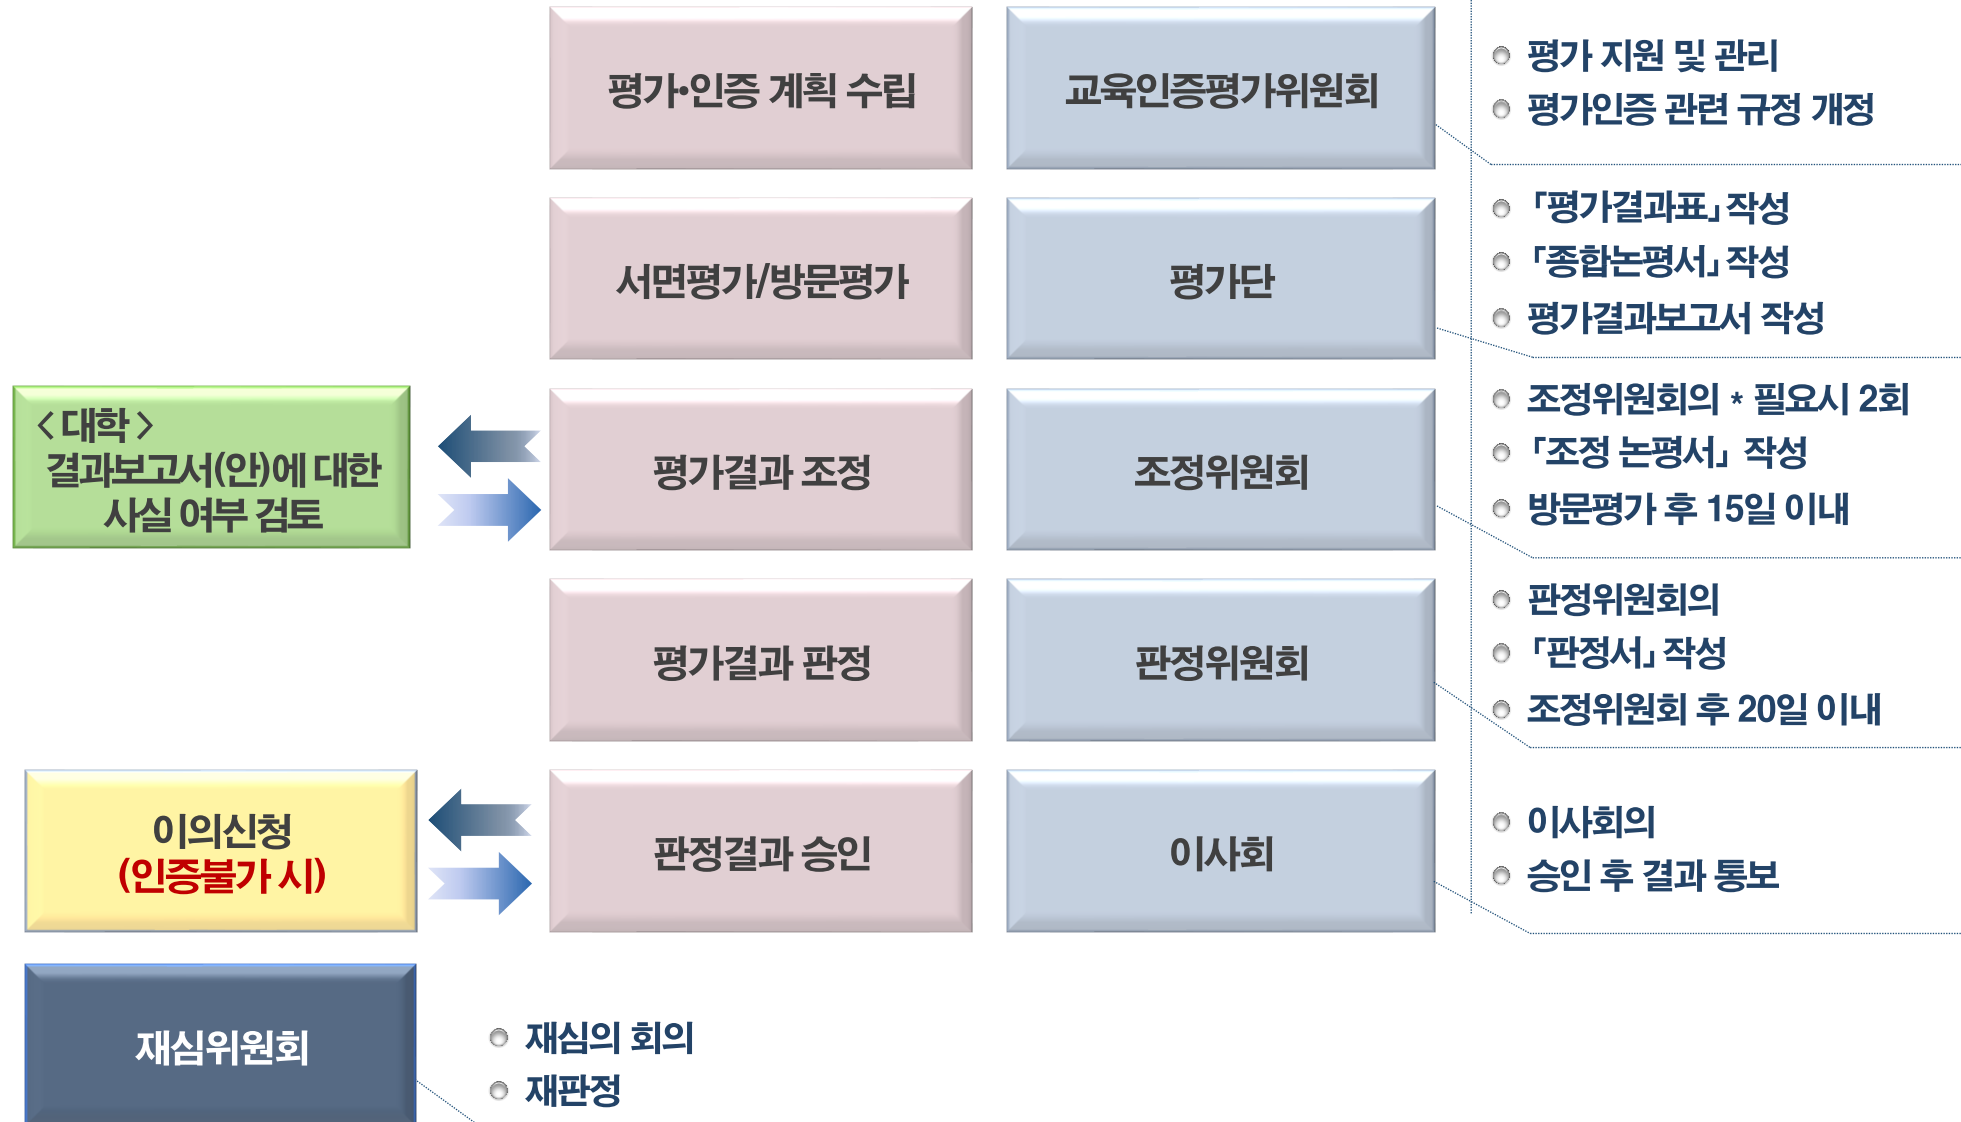 평가·인증 계획 수립
교육인증평가위원회
평가 지원 및 관리
평가인증 관련 규정 개정
서면평가/방문평가
평가단
「평가결과표」 작성
「종합논평서」 작성
평가결과보고서 작성
< 대학 >
결과보고서(안)에 대한
사실 여부 검토
평가결과 조정
조정위원회
조정위원회의 * 필요시 2회
「조정 논평서」 작성
방문평가 후 15일 이내
평가결과 판정
판정위원회
판정위원회의
「판정서」 작성
조정위원회 후 20일 이내
이의신청
(인증불가 시)
판정결과 승인
이사회
이사회의
승인 후 결과 통보
재심위원회
재심의 회의
재판정